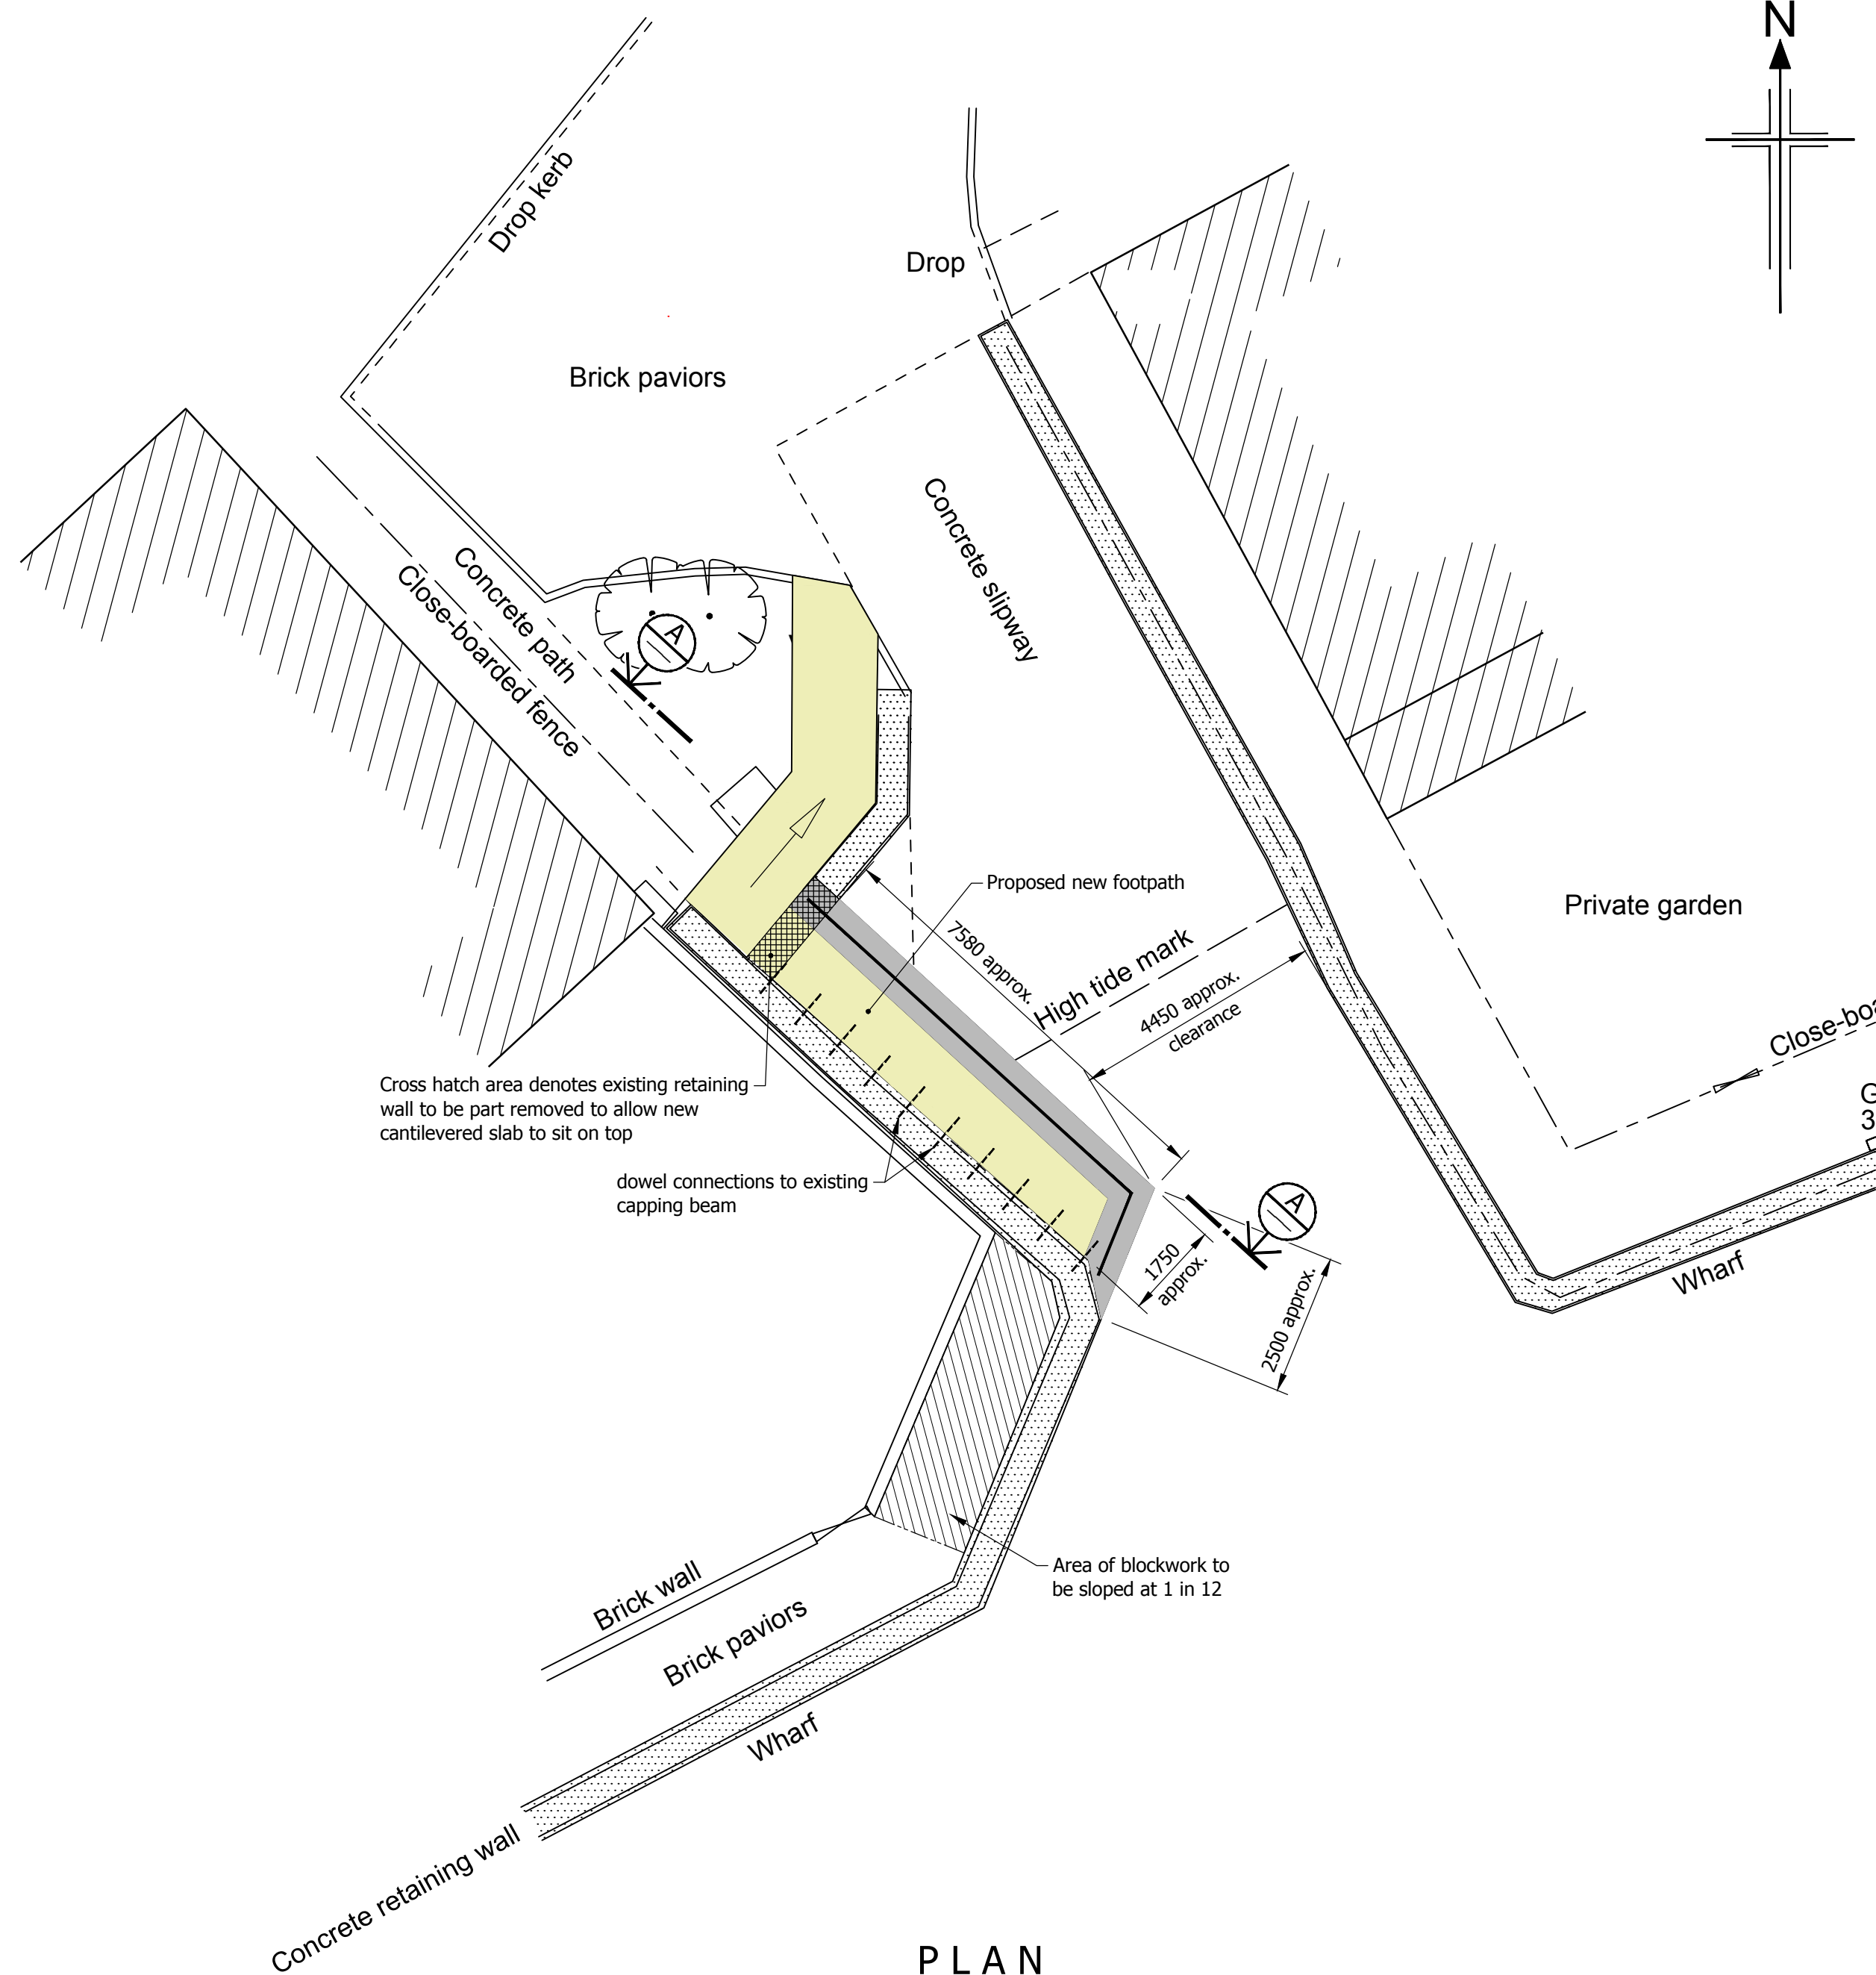 N
Drop kerb
Drop
Brick paviors
Concrete slipway
Concrete path
Close-boarded fence
A
Proposed new footpath
Private garden
7580 approx.
High tide mark
4450 approx.
clearance
Close-boa
G
3
Cross hatch area denotes existing retaining
wall to be part removed to allow new
cantilevered slab to sit on top
dowel connections to existing
capping beam
A
1750
approx.
2500 approx.
Wharf
Area of blockwork to
be sloped at 1 in 12
Brick wall
Brick paviors
Wharf
Concrete retaining wall
PLAN